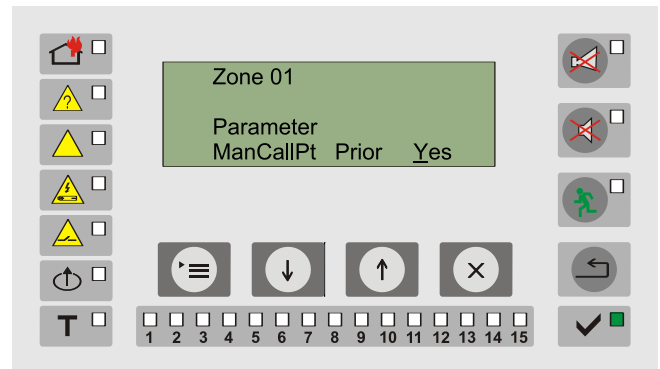 Zone 01
Parameter
ManCallPt Prior Yes
?
T
1 2 3 4 5 6 7 8 9 10 11 12 13 14 15